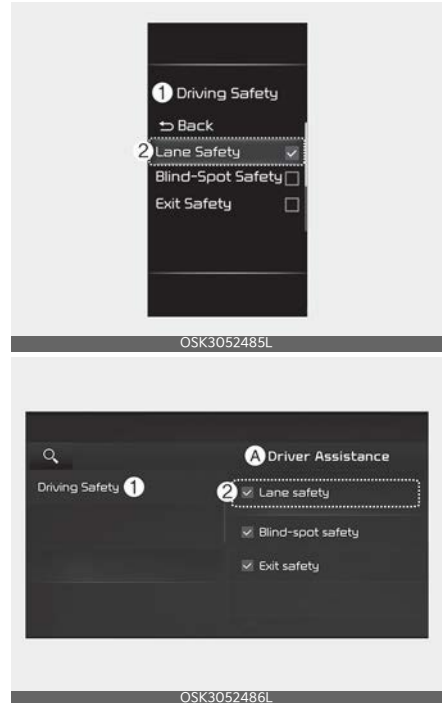 1 Driving Safety
Back
2 Lane Safety
Blind-Spot Safety
Exit Safety
OSK3052485L
A Driver Assistance
Driving Safety 1
2 Lane safety
Blind-spot safety
Exit safety
OSK3052486L